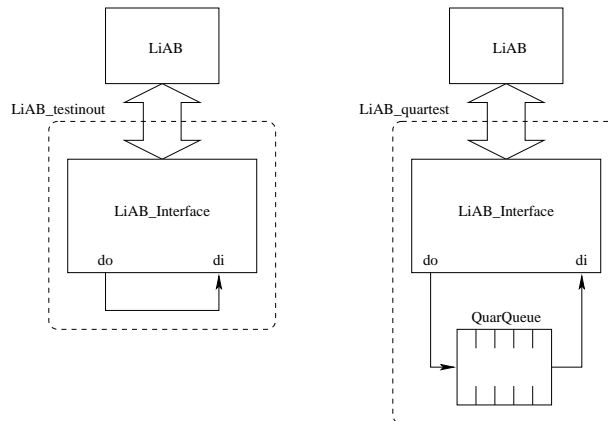 LiAB
LiAB_testinout
LiAB_Interface
do
di
LiAB
LiAB_quartest
LiAB_Interface
do
di
QuarQueue